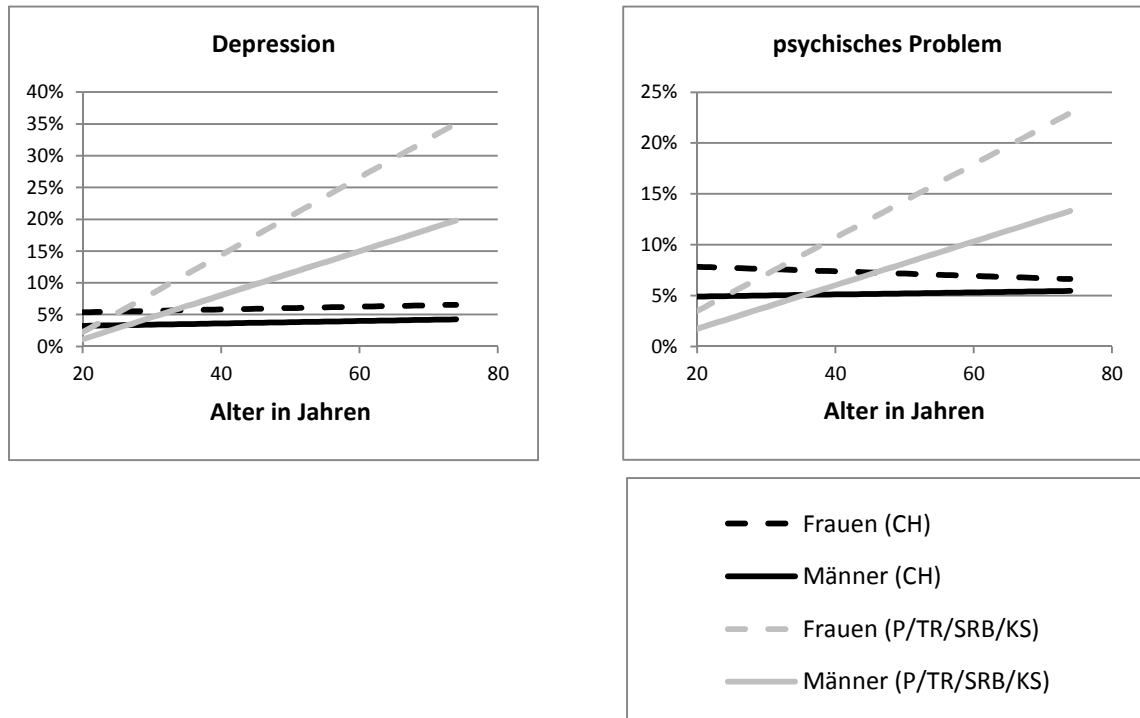 Depression
40%
35%
30%
25%
20%
15%
10%
5%
0%
20 40 60 80
Alter in Jahren
psychisches Problem
25%
20%
15%
10%
5%
0%
20 40 60 80
Alter in Jahren
Frauen (CH)
Männer (CH)
Frauen (P/TR/SRB/KS)
Männer (P/TR/SRB/KS)